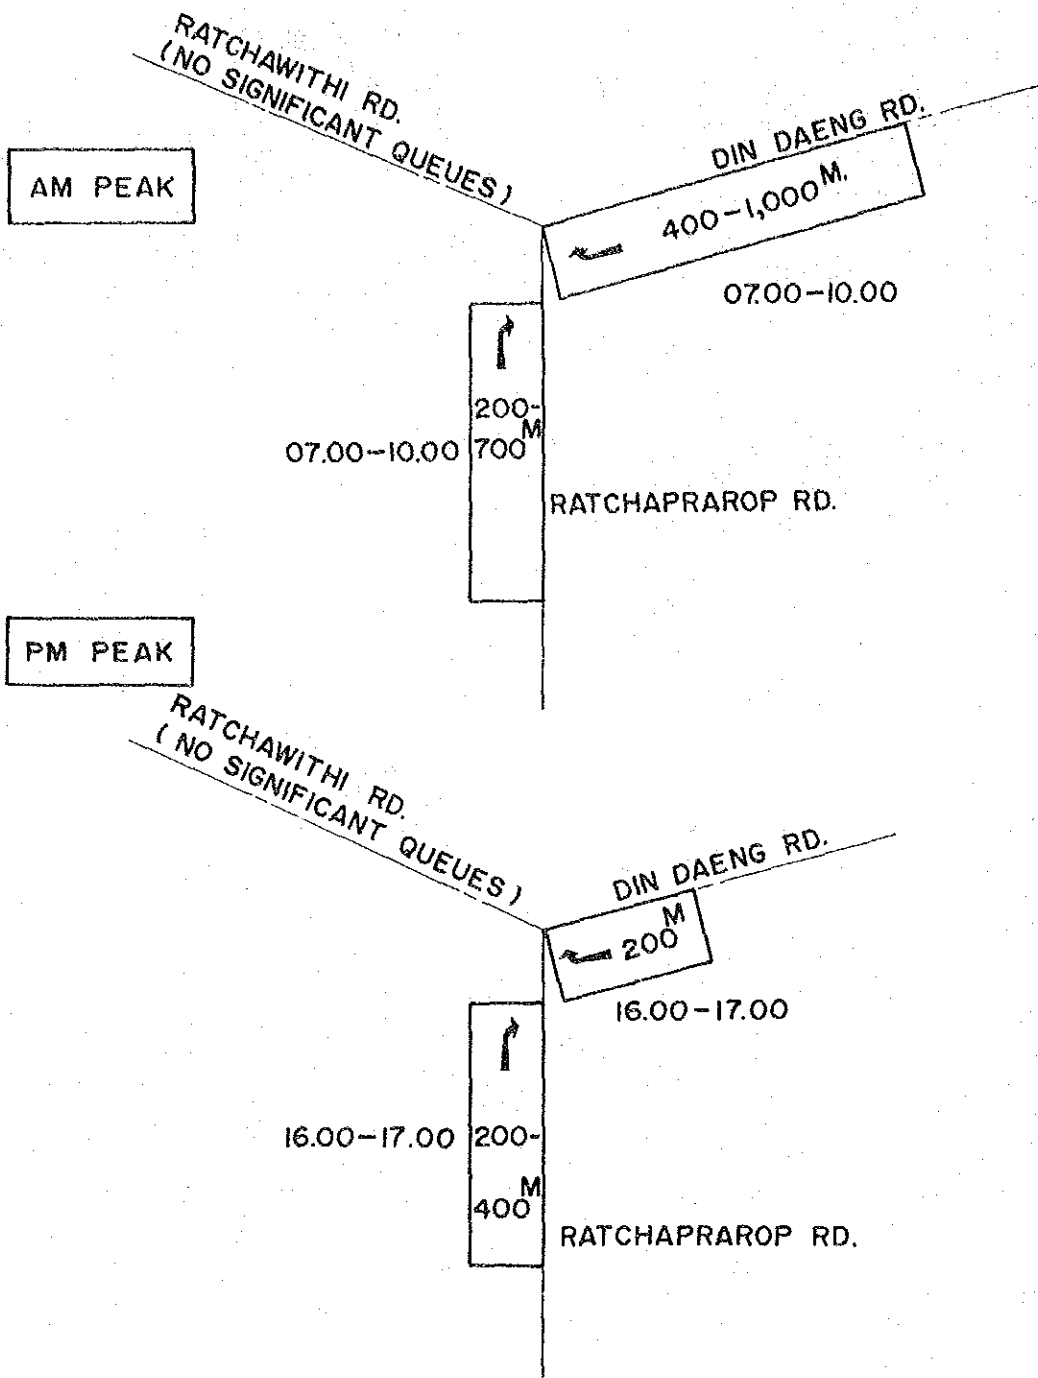 RATCHAWITHI RD.
(NO SIGNIFICANT QUEUES)
DIN DAENG RD.
AM PEAK
400-1,000 M.
07.00-10.00
200-
07.00-10.00 700 M
RATCHAPRAROP RD.
PM PEAK
RATCHAWITHI RD.
(NO SIGNIFICANT QUEUES)
DIN DAENG RD.
200 M
16.00-17.00
16.00-17.00 200-
400 M
RATCHAPRAROP RD.